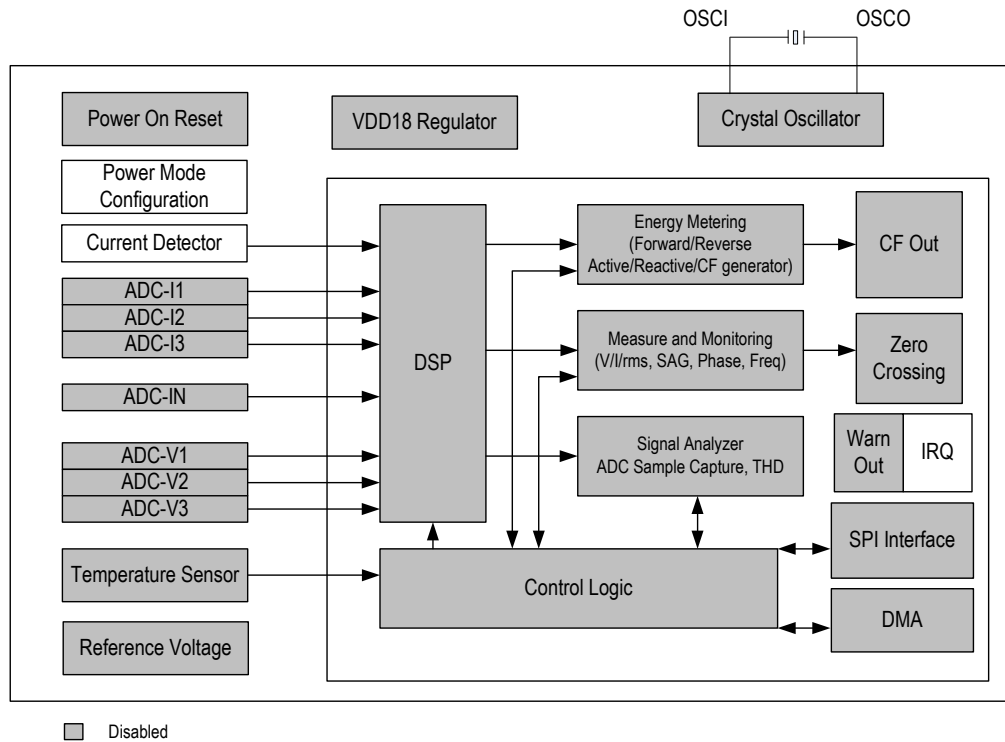 OSCI
OSCO
Power On Reset
VDD18 Regulator
Crystal Oscillator
Power Mode
Configuration
Current Detector
ADC-I1
ADC-I2
ADC-I3
ADC-IN
ADC-V1
ADC-V2
ADC-V3
Temperature Sensor
Reference Voltage
DSP
Energy Metering
(Forward/Reverse
Active/Reactive/CF generator)
CF Out
Measure and Monitoring
(V/I/rms, SAG, Phase, Freq)
Zero
Crossing
Signal Analyzer
ADC Sample Capture, THD
Warn
Out
IRQ
Control Logic
SPI Interface
DMA
Disabled